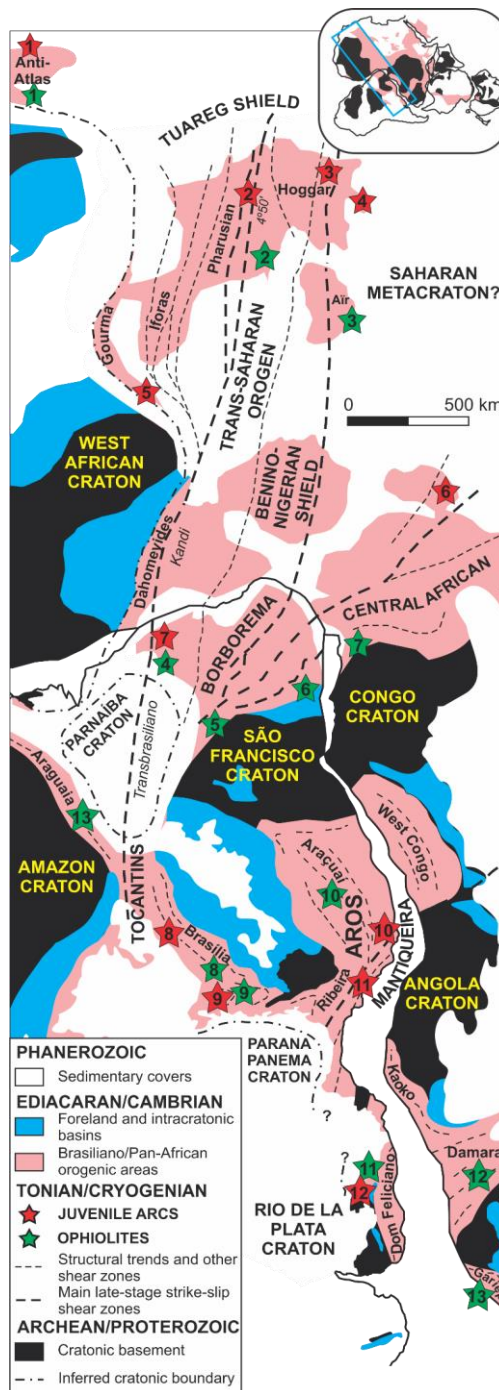 1
Anti-
Atlas
1
TUAREG SHIELD
2
Pharusian
4°50'
Hoggar
3
4
2
Iforas
Gourma
Aïr
3
SAHARAN
METACRATON?
TRANS-SAHARAN
OROGEN
0 500 km
5
WEST
AFRICAN
CRATON
BENINO-
NIGERIAN
SHIELD
6
Dahomeyides
Kandi
CENTRAL AFRICAN
7
4
BORBOREMA
7
6
5
PARNAÍBA
CRATON
Transbrasiliano
SÃO
FRANCISCO
CRATON
CONGO
CRATON
Araguaia
13
AMAZON
CRATON
TOCANTINS
West Congo
Araçuaí
10
AROS
8
Brasília
8
9
9
10
11
Ribeira
MANTIQUEIRA
ANGOLA
CRATON
PARANA
PANEMA
CRATON
?
Kaoko
Damara
12
?
11
12
Dom Feliciano
RIO DE LA
PLATA
CRATON
13
PHANEROZOIC
Sedimentary covers
EDIACARAN/CAMBRIAN
Foreland and intracratonic
basins
Brasiliano/Pan-African
orogenic areas
TONIAN/CRYOGENIAN
JUVENILE ARCS
OPHIOLITES
Structural trends and other
shear zones
Main late-stage strike-slip
shear zones
ARCHEAN/PROTEROZOIC
Cratonic basement
Inferred cratonic boundary